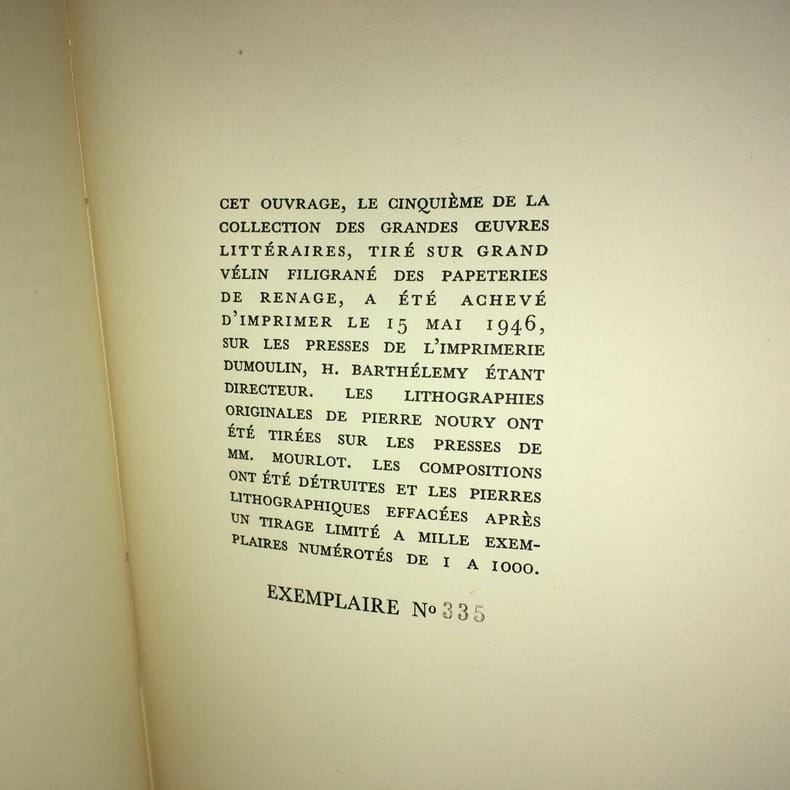 CET OUVRAGE, LE CINQUIÈME DE LA
COLLECTION DES GRANDES ŒUVRES
LITTÉRAIRES, TIRÉ SUR GRAND
VÉLIN FILIGRANÉ DES PAPETERIES
DE RENAGE, A ÉTÉ ACHEVÉ
D'IMPRIMER LE 15 MAI 1946,
SUR LES PRESSES DE L'IMPRIMERIE
DUMOULIN, H. BARTHÉLEMY ÉTANT
DIRECTEUR. LES LITHOGRAPHIES
ORIGINALES DE PIERRE NOURY ONT
ÉTÉ TIRÉES SUR LES PRESSES DE
MM. MOURLOT. LES COMPOSITIONS
ONT ÉTÉ DÉTRUITES ET LES PIERRES
LITHOGRAPHIQUES EFFACÉES APRÈS
UN TIRAGE LIMITÉ A MILLE EXEM-
PLAIRES NUMÉROTÉS DE 1 A 1000.
EXEMPLAIRE No 335